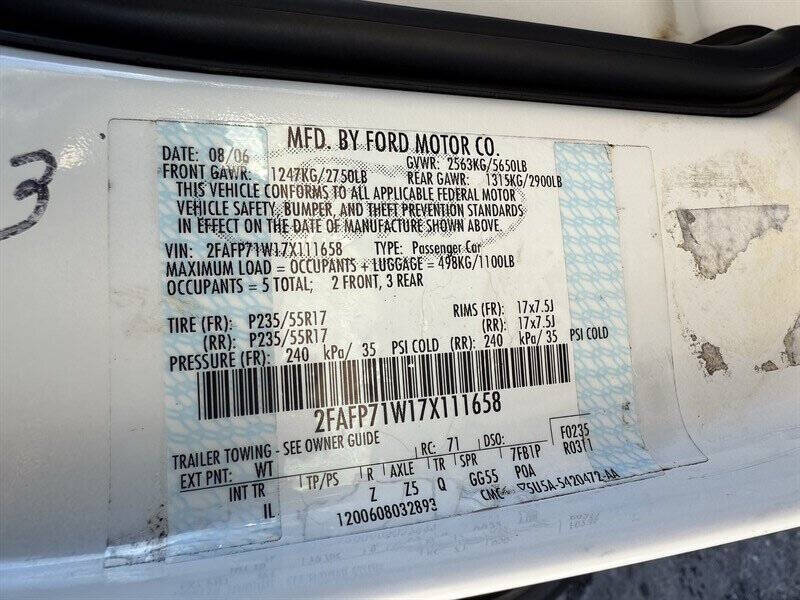 3
MFD. BY FORD MOTOR CO.
DATE: 08/06 GVWR: 2563KG/5650LB
FRONT GAWR: 1247KG/2750LB REAR GAWR: 1315KG/2900LB
THIS VEHICLE CONFORMS TO ALL APPLICABLE FEDERAL MOTOR
VEHICLE SAFETY, BUMPER, AND THEFT PREVENTION STANDARDS
IN EFFECT ON THE DATE OF MANUFACTURE SHOWN ABOVE.
VIN: 2FAFP71W17X111658 TYPE: Passenger Car
MAXIMUM LOAD = OCCUPANTS + LUGGAGE = 498KG/1100LB
OCCUPANTS = 5 TOTAL; 2 FRONT, 3 REAR
TIRE (FR): P235/55R17 RIMS (FR): 17x7.5J
(RR): P235/55R17 (RR): 17x7.5J
PRESSURE (FR): 240 kPa/ 35 PSI COLD (RR): 240 kPa/ 35 PSI COLD
2FAFP71W17X111658
TRAILER TOWING - SEE OWNER GUIDE F0235
EXT PNT: WT RC: 71 DSO: R0311
INT TR TP/PS R AXLE TR SPR 7FB1P
IL Z Z5 Q GG55 POA
1200608032893 CMC 5U5A-5420472-AA